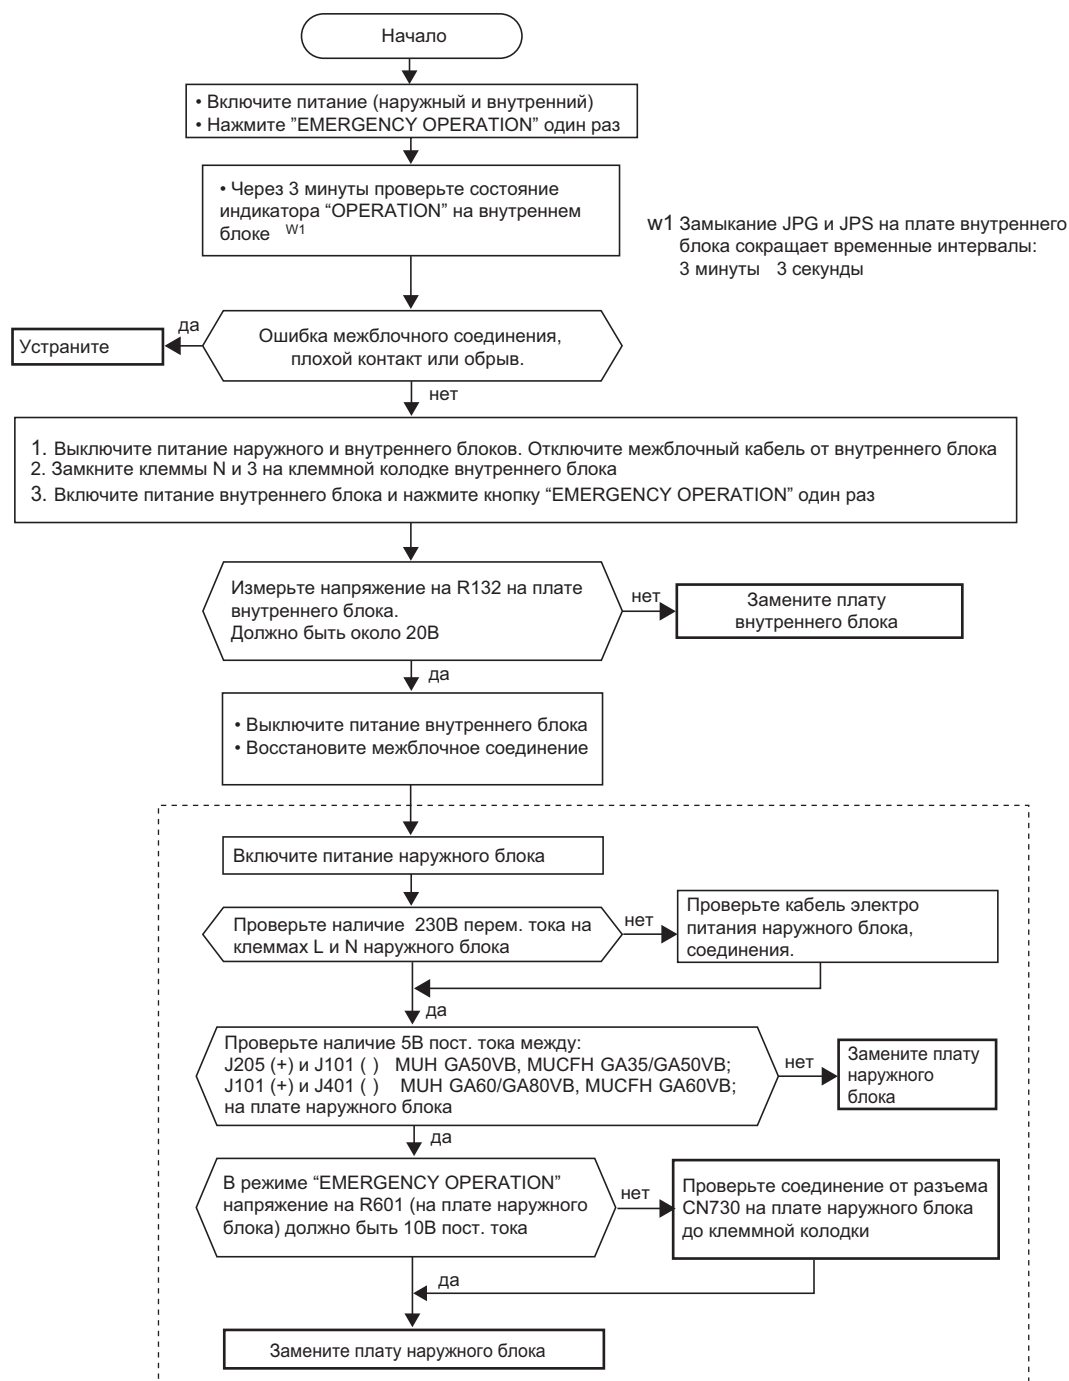 Начало
• Включите питание (наружный и внутренний)
• Нажмите ”EMERGENCY OPERATION” один раз
• Через 3 минуты проверьте состояние
индикатора “OPERATION” на внутреннем
блоке W1
w1 Замыкание JPG и JPS на плате внутреннего
блока сокращает временные интервалы:
3 минуты 3 секунды
Ошибка межблочного соединения,
плохой контакт или обрыв.
да
Устраните
нет
1. Выключите питание наружного и внутреннего блоков. Отключите межблочный кабель от внутреннего блока
2. Замкните клеммы N и 3 на клеммной колодке внутреннего блока
3. Включите питание внутреннего блока и нажмите кнопку “EMERGENCY OPERATION” один раз
Измерьте напряжение на R132 на плате
внутреннего блока.
Должно быть около 20В
нет
Замените плату
внутреннего блока
да
• Выключите питание внутреннего блока
• Восстановите межблочное соединение
Включите питание наружного блока
Проверьте наличие 230В перем. тока на
клеммах L и N наружного блока
нет
Проверьте кабель электро
питания наружного блока,
соединения.
да
Проверьте наличие 5В пост. тока между:
J205 (+) и J101 ( ) MUH GA50VB, MUCFH GA35/GA50VB;
J101 (+) и J401 ( ) MUH GA60/GA80VB, MUCFH GA60VB;
на плате наружного блока
нет
Замените плату
наружного
блока
да
В режиме “EMERGENCY OPERATION”
напряжение на R601 (на плате наружного
блока) должно быть 10В пост. тока
нет
Проверьте соединение от разъема
CN730 на плате наружного блока
до клеммной колодки
да
Замените плату наружного блока